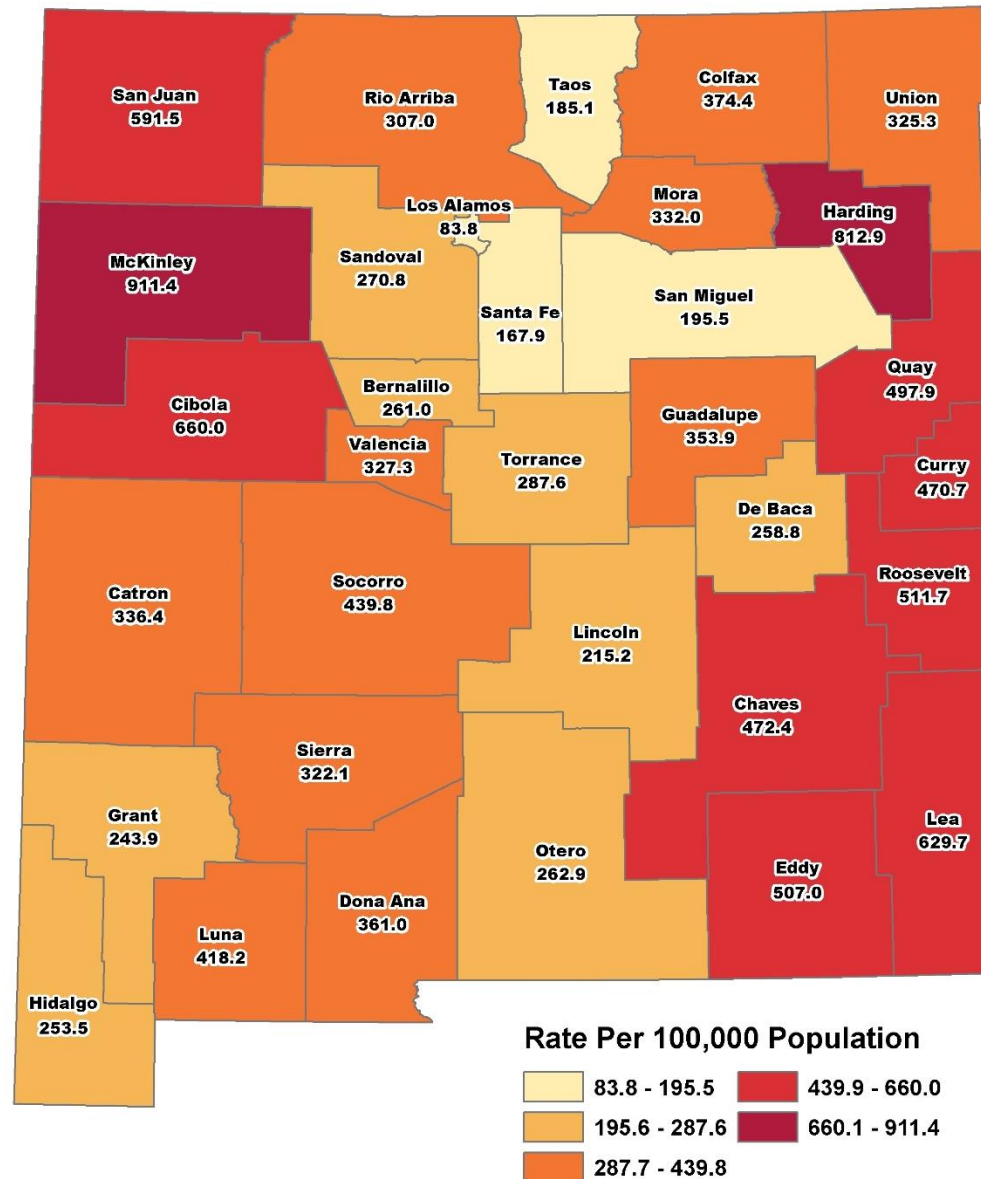 San Juan
591.5
Rio Arriba
307.0
Taos
185.1
Colfax
374.4
Union
325.3
Los Alamos
83.8
Mora
332.0
Harding
812.9
McKinley
911.4
Sandoval
270.8
Santa Fe
167.9
San Miguel
195.5
Quay
497.9
Cibola
660.0
Bernalillo
261.0
Guadalupe
353.9
Valencia
327.3
Torrance
287.6
Curry
470.7
De Baca
258.8
Roosevelt
511.7
Catron
336.4
Socorro
439.8
Lincoln
215.2
Chaves
472.4
Sierra
322.1
Grant
243.9
Otero
262.9
Lea
629.7
Eddy
507.0
Dona Ana
361.0
Luna
418.2
Hidalgo
253.5
Rate Per 100,000 Population
83.8 - 195.5
195.6 - 287.6
287.7 - 439.8
439.9 - 660.0
660.1 - 911.4